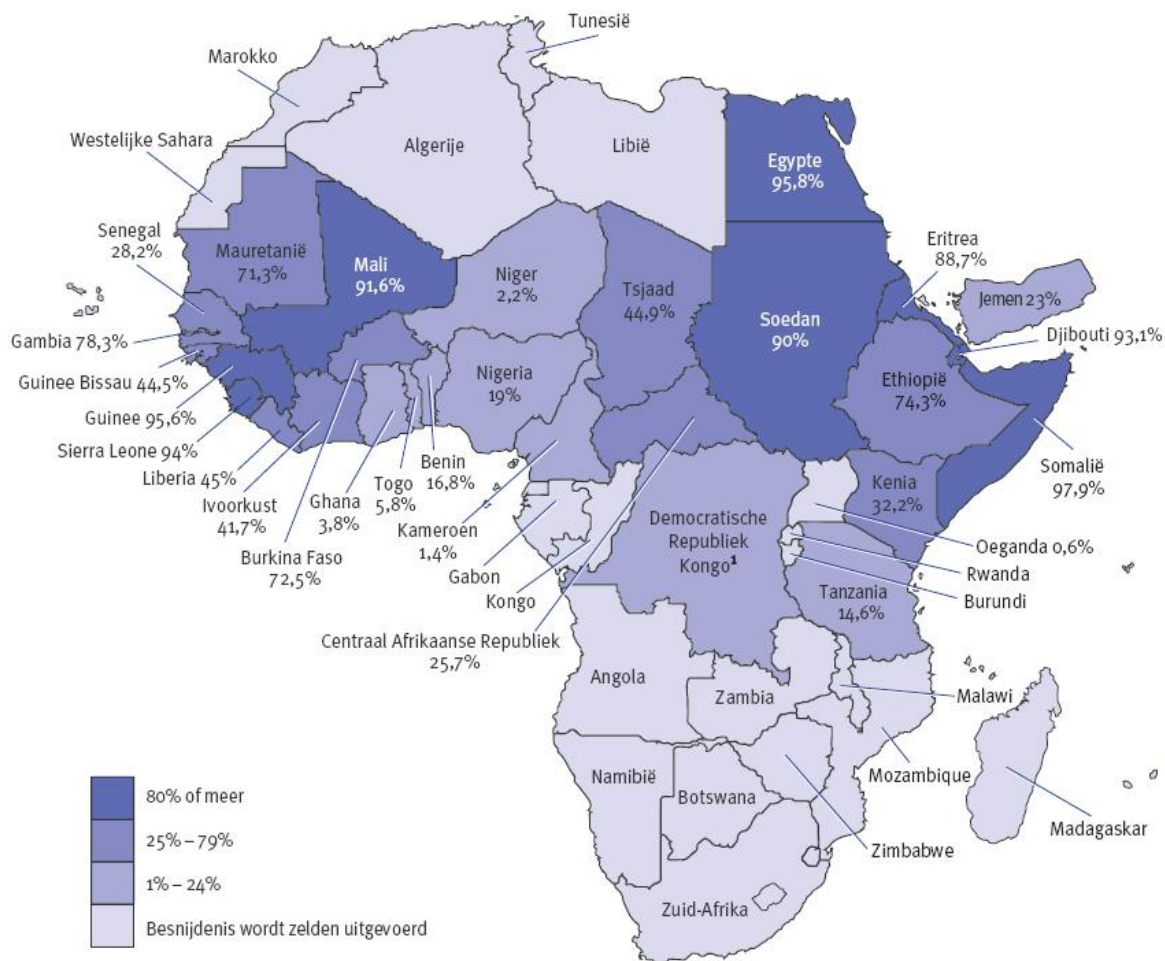 Tunesië
Marokko
Westelijke Sahara
Algerije
Libië
Egypte
95,8%
Senegal
28,2%
Mauretanië
71,3%
Mali
91,6%
Niger
2,2%
Tsjaad
44,9%
Soedan
90%
Eritrea
88,7%
Jemen 23%
Djibouti 93,1%
Gambia 78,3%
Guinee Bissau 44,5%
Guinee 95,6%
Sierra Leone 94%
Liberia 45%
Ivoorkust
41,7%
Burkina Faso
72,5%
Ghana
3,8%
Togo
5,8%
Benin
16,8%
Nigeria
19%
Kameroen
1,4%
Gabon
Kongo
Centraal Afrikaanse Republiek
25,7%
Democratische
Republiek
Kongo¹
Ethiopië
74,3%
Somalië
97,9%
Kenia
32,2%
Oeganda 0,6%
Rwanda
Burundi
Tanzania
14,6%
Angola
Zambia
Malawi
Mozambique
Madagaskar
Zimbabwe
Namibië
Botswana
Zuid-Afrika
80% of meer
25% – 79%
1% – 24%
Besnijdenis wordt zelden uitgevoerd